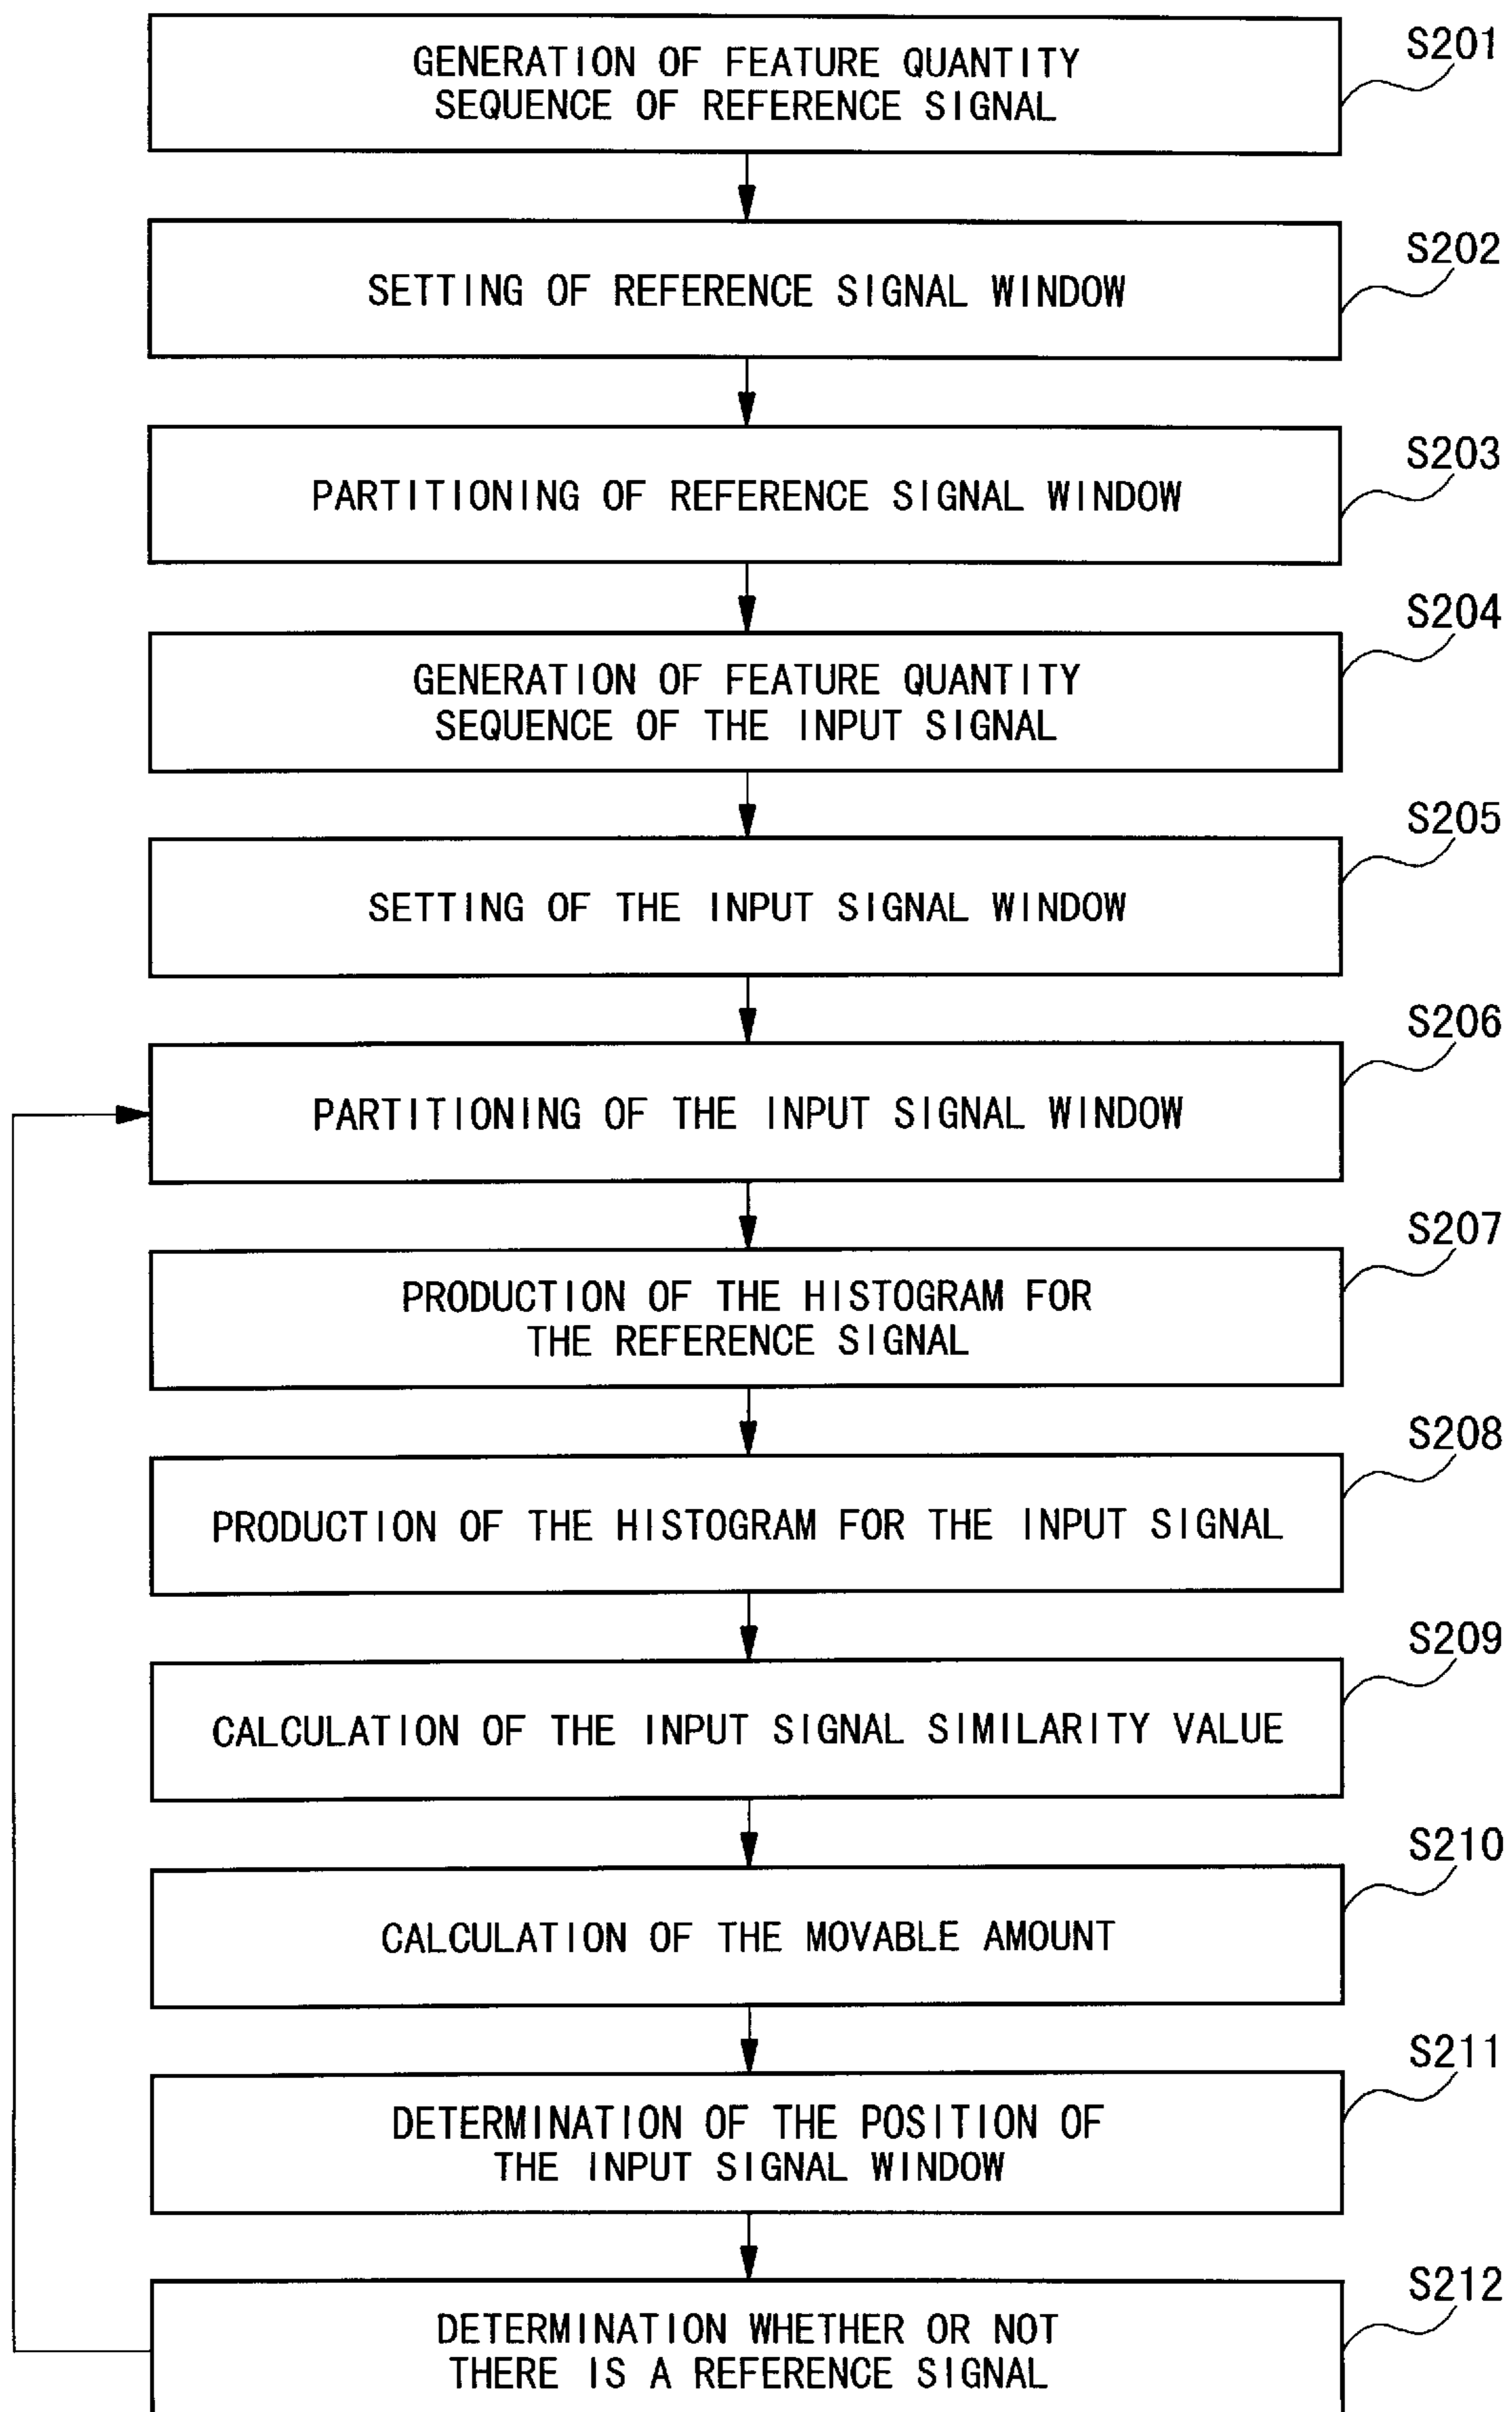 S201
GENERATION OF FEATURE QUANTITY
SEQUENCE OF REFERENCE SIGNAL
S202
SETTING OF REFERENCE SIGNAL WINDOW
S203
PARTITIONING OF REFERENCE SIGNAL WINDOW
S204
GENERATION OF FEATURE QUANTITY
SEQUENCE OF THE INPUT SIGNAL
S205
SETTING OF THE INPUT SIGNAL WINDOW
S206
PARTITIONING OF THE INPUT SIGNAL WINDOW
S207
PRODUCTION OF THE HISTOGRAM FOR
THE REFERENCE SIGNAL
S208
PRODUCTION OF THE HISTOGRAM FOR THE INPUT SIGNAL
S209
CALCULATION OF THE INPUT SIGNAL SIMILARITY VALUE
S210
CALCULATION OF THE MOVABLE AMOUNT
S211
DETERMINATION OF THE POSITION OF
THE INPUT SIGNAL WINDOW
S212
DETERMINATION WHETHER OR NOT
THERE IS A REFERENCE SIGNAL